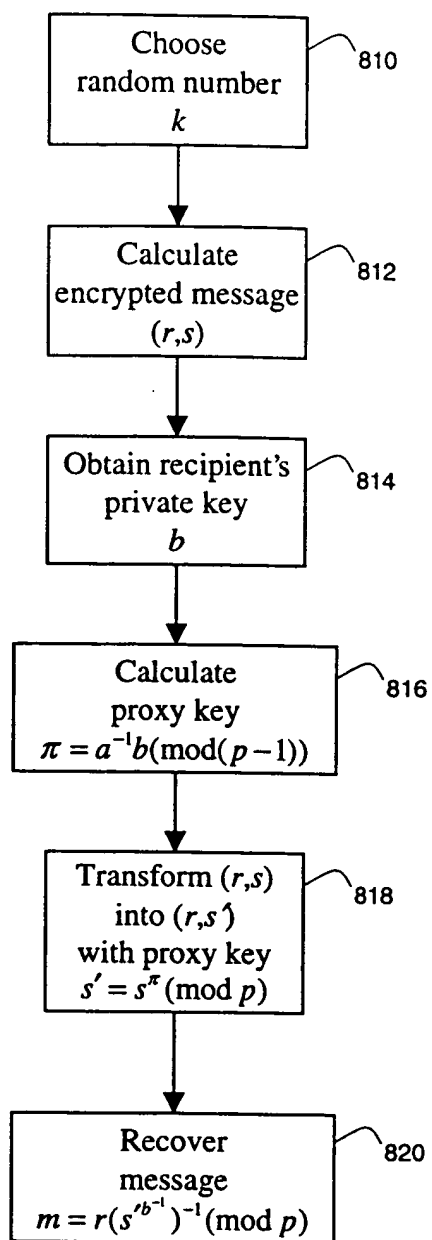 Choose
random number
k
810
Calculate
encrypted message
(r,s)
812
Obtain recipient's
private key
b
814
Calculate
proxy key
π = a⁻¹b(mod(p − 1))
816
Transform (r,s)
into (r,s′)
with proxy key
s′ = s^π (mod p)
818
Recover
message
m = r(s′^b⁻¹)⁻¹(mod p)
820